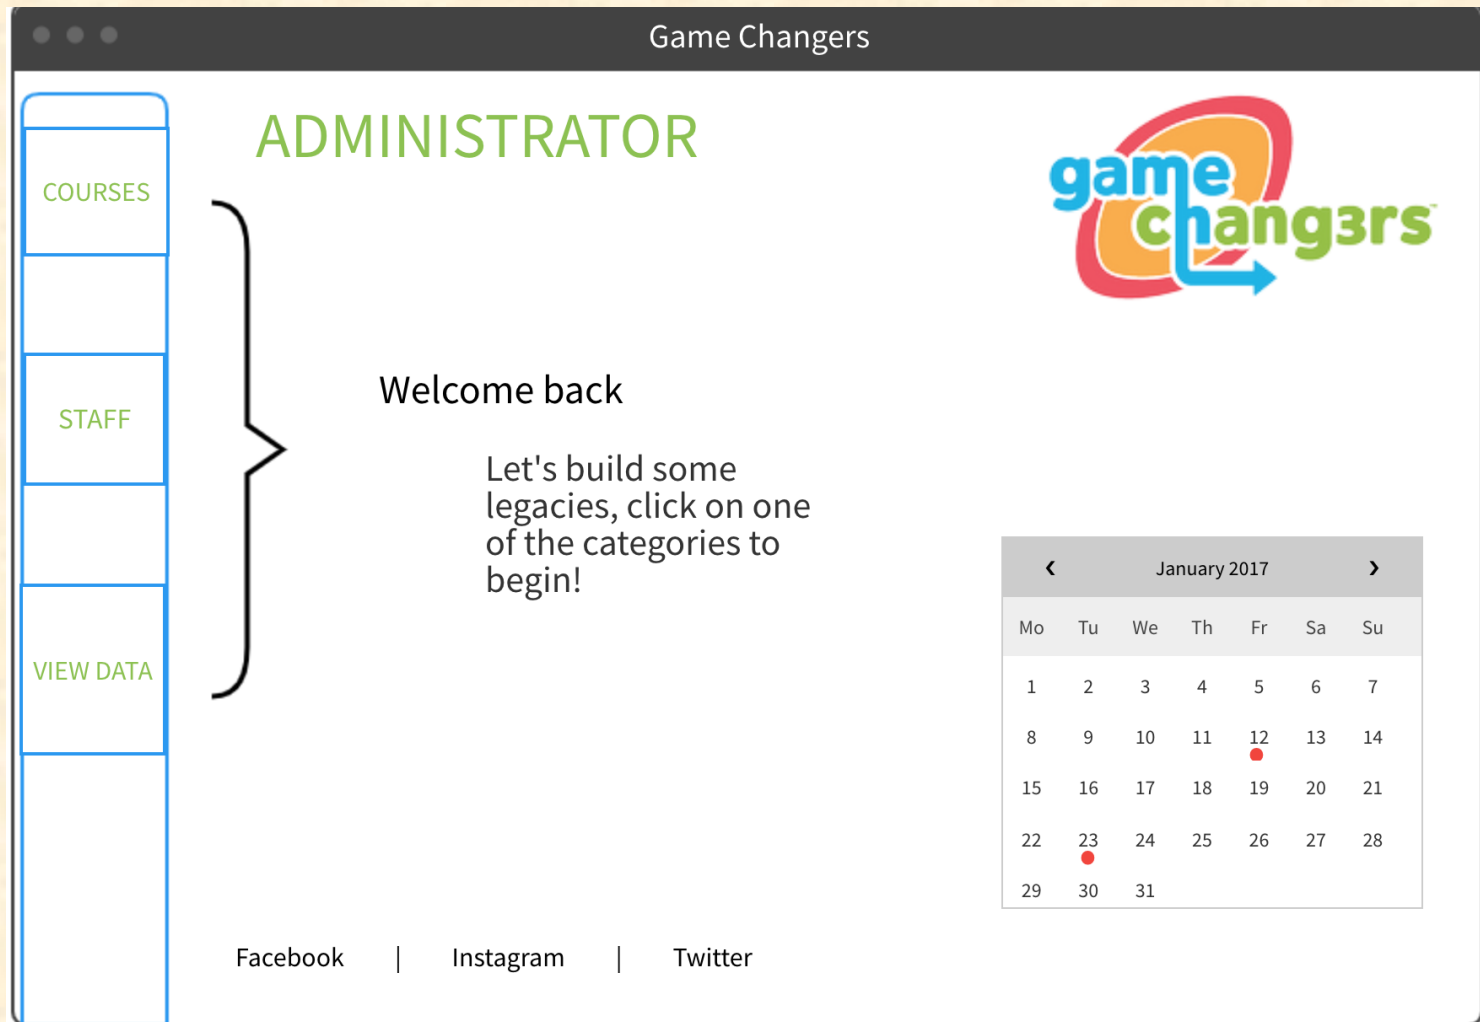 Game Changers
ADMINISTRATOR
game
chang3rs™
COURSES
STAFF
VIEW DATA
Welcome back
Let's build some
legacies, click on one
of the categories to
begin!
‹ January 2017 ›
Mo Tu We Th Fr Sa Su
1 2 3 4 5 6 7
8 9 10 11 12 13 14
15 16 17 18 19 20 21
22 23 24 25 26 27 28
29 30 31
Facebook | Instagram | Twitter